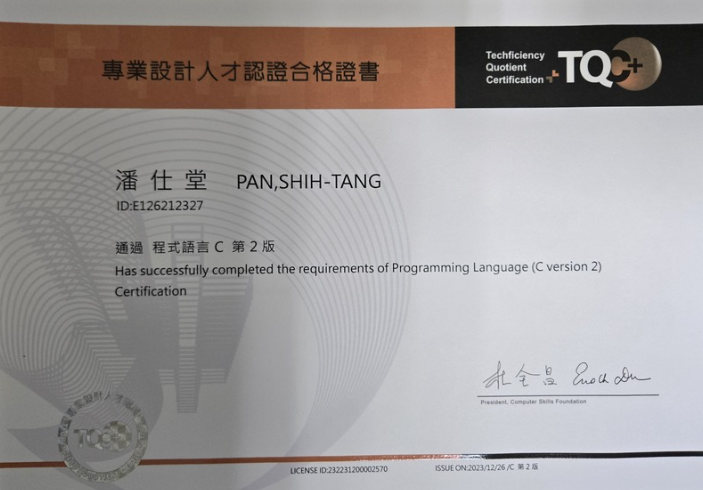 專業設計人才認證合格證書
Techficiency
Quotient
Certification
TQC+
潘仕堂 PAN,SHIH-TANG
ID:E126212327
通過 程式語言 C 第 2 版
Has successfully completed the requirements of Programming Language (C version 2)
Certification
President, Computer Skills Foundation
TQC+
LICENSE ID:232231200002570 ISSUE ON:2023/12/26 /C 第 2 版